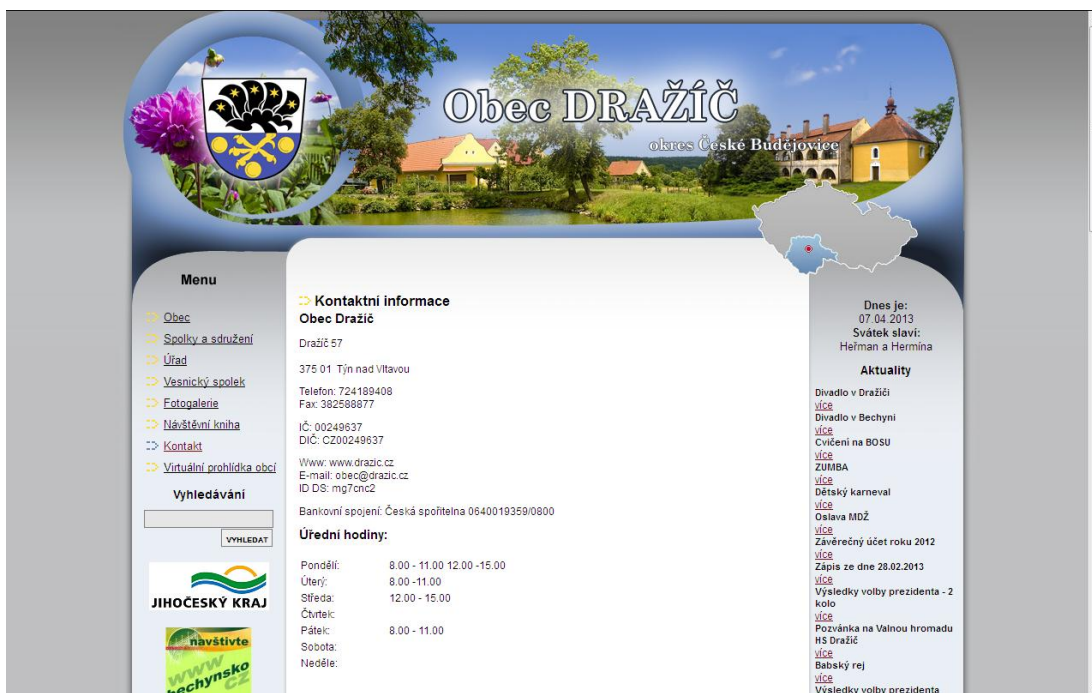 Obec DRAŽÍČ
okres České Budějovice
Menu
Obec
Spolky a sdružení
Úřad
Vesnický spolek
Fotogalerie
Návštěvní kniha
Kontakt
Virtuální prohlídka obcí
Vyhledávání
VYHLEDAT
JIHOČESKÝ KRAJ
navštivte
www
bechynsko
cz
Kontaktní informace
Obec Dražíč
Dražíč 57
375 01 Týn nad Vltavou
Telefon: 724189408
Fax: 382588877
IČ: 00249637
DIČ: CZ00249637
Www: www.drazic.cz
E-mail: obec@drazic.cz
ID DS: mg7cnc2
Bankovní spojení: Česká spořitelna 0640019359/0800
Úřední hodiny:
Pondělí: 8.00 - 11.00 12.00 -15.00
Úterý: 8.00 -11.00
Středa: 12.00 - 15.00
Čtvrtek:
Pátek: 8.00 - 11.00
Sobota:
Neděle:
Dnes je:
07.04.2013
Svátek slaví:
Heřman a Hermína
Aktuality
Divadlo v Dražíči
více
Divadlo v Bechyni
více
Cvičení na BOSU
více
ZUMBA
více
Dětský karneval
více
Oslava MDŽ
více
Závěrečný účet roku 2012
více
Zápis ze dne 28.02.2013
více
Výsledky volby prezidenta - 2
kolo
více
Pozvánka na Valnou hromadu
HS Dražíč
více
Babský rej
více
Výsledky volby prezidenta